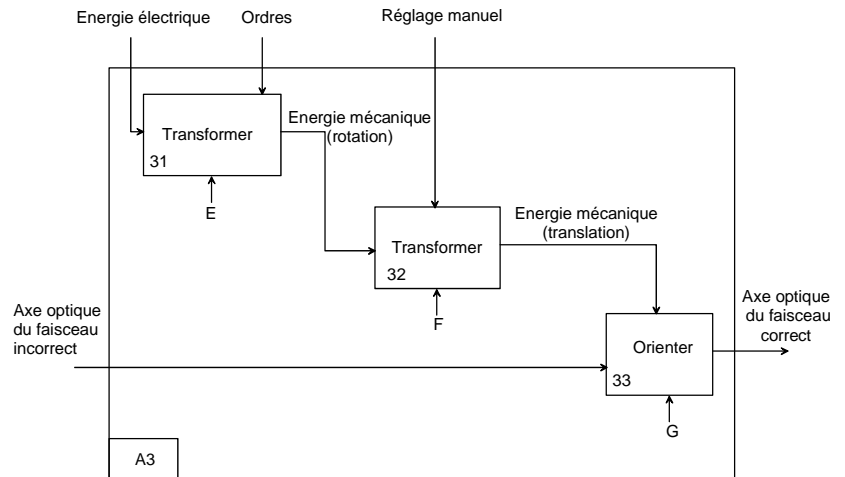 Energie électrique
Ordres
Réglage manuel
Transformer
31
Energie mécanique
(rotation)
E
Transformer
32
Energie mécanique
(translation)
F
Axe optique
du faisceau
incorrect
Orienter
33
Axe optique
du faisceau
correct
G
A3